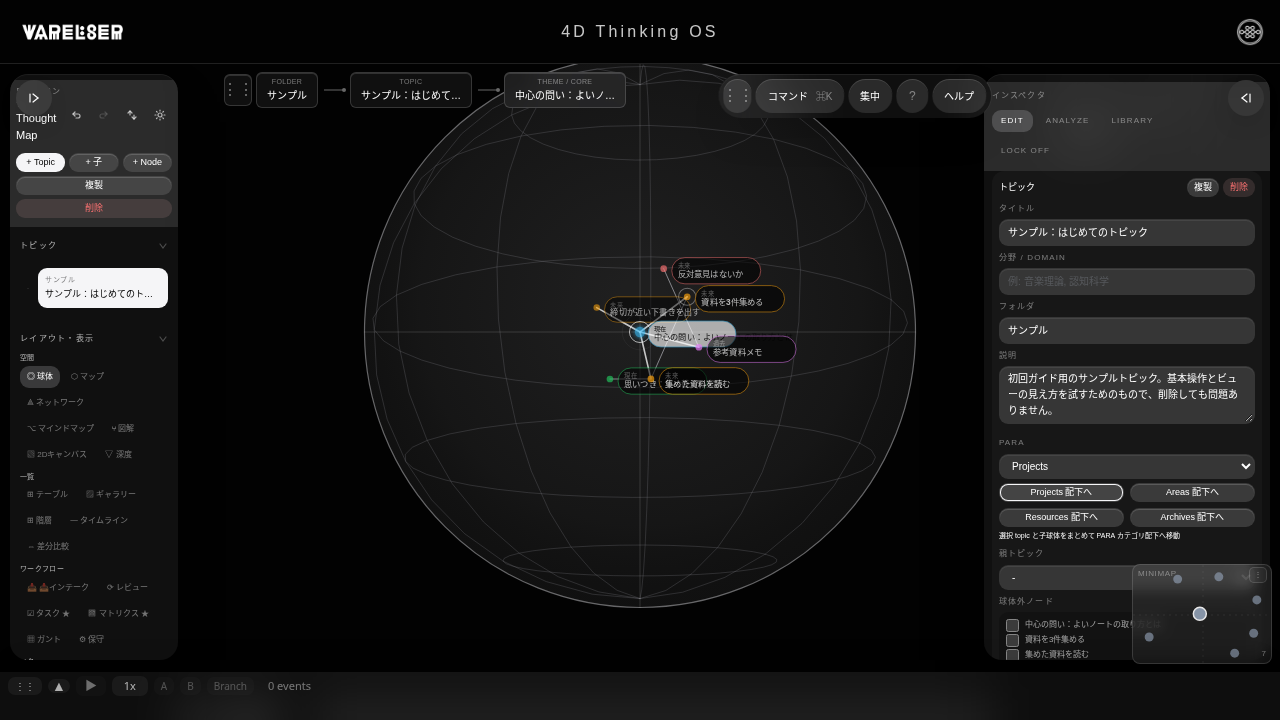 VARELSER
4D Thinking OS
Thought
Map
+ Topic
+ 子
+ Node
複製
削除
トピック
サンプル
サンプル：はじめてのト…
レイアウト・表示
空間
球体
マップ
ネットワーク
マインドマップ
図解
2Dキャンバス
深度
一覧
テーブル
ギャラリー
階層
タイムライン
差分比較
ワークフロー
インテーク
レビュー
タスク ★
マトリクス ★
ガント
保守
FOLDER
サンプル
TOPIC
サンプル：はじめて…
THEME / CORE
中心の問い：よいノ…
コマンド ⌘K
集中
?
ヘルプ
未来
反対意見はないか
未来
資料を3件集める
未来
締切が近い下書きを出す
現在
中心の問い：よい
過去
参考資料メモ
現在
思いつき
未来
集めた資料を読む
インスペクタ
EDIT
ANALYZE
LIBRARY
LOCK OFF
トピック
複製
削除
タイトル
サンプル：はじめてのトピック
分野 / DOMAIN
例: 音楽理論, 認知科学
フォルダ
サンプル
説明
初回ガイド用のサンプルトピック。基本操作とビュ
ーの見え方を試すためのもので、削除しても問題あ
りません。
PARA
Projects
Projects 配下へ
Areas 配下へ
Resources 配下へ
Archives 配下へ
選択 topic と子球体をまとめて PARA カテゴリ配下へ移動
親トピック
-
MINIMAP
球体外ノード
中心の問い：よいノートの取り
資料を3件集める
集めた資料を読む
7
1x
A
B
Branch
0 events